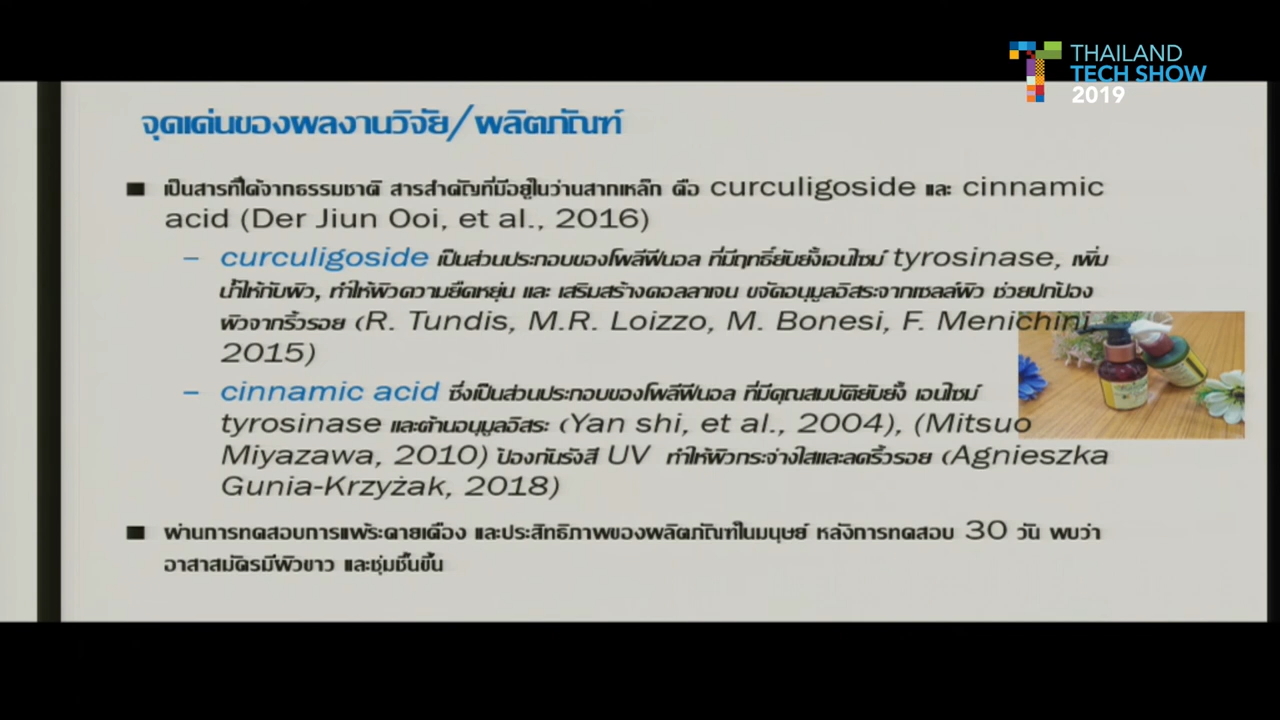 THAILAND
TECH SHOW
2019
จุดเด่นของผลงานวิจัย/ผลิตภัณฑ์
เป็นสารที่ได้จากธรรมชาติ สารสำคัญที่มีอยู่ในว่านสากเหล็ก คือ curculigoside และ cinnamic
acid (Der Jiun Ooi, et al., 2016)
– curculigoside เป็นส่วนประกอบของโพลีฟีนอล ที่มีฤทธิ์ยับยั้งเอนไซม์ tyrosinase, เพิ่ม
น้ำให้กับผิว, ทำให้ผิวความยืดหยุ่น และ เสริมสร้างคอลลาเจน ขจัดอนุมูลอิสระจากเซลล์ผิว ช่วยปกป้อง
ผิวจากริ้วรอย (R. Tundis, M.R. Loizzo, M. Bonesi, F. Menichini,
2015)
– cinnamic acid ซึ่งเป็นส่วนประกอบของโพลีฟีนอล ที่มีคุณสมบัติยับยั้ง เอนไซม์
tyrosinase และต้านอนุมูลอิสระ (Yan shi, et al., 2004), (Mitsuo
Miyazawa, 2010) ป้องกันรังสี UV ทำให้ผิวกระจ่างใสและลดริ้วรอย (Agnieszka
Gunia-Krzyżak, 2018)
ผ่านการทดสอบการแพ้ระคายเคือง และประสิทธิภาพของผลิตภัณฑ์ในมนุษย์ หลังการทดสอบ 30 วัน พบว่า
อาสาสมัครมีผิวขาว และชุ่มชื้นขึ้น